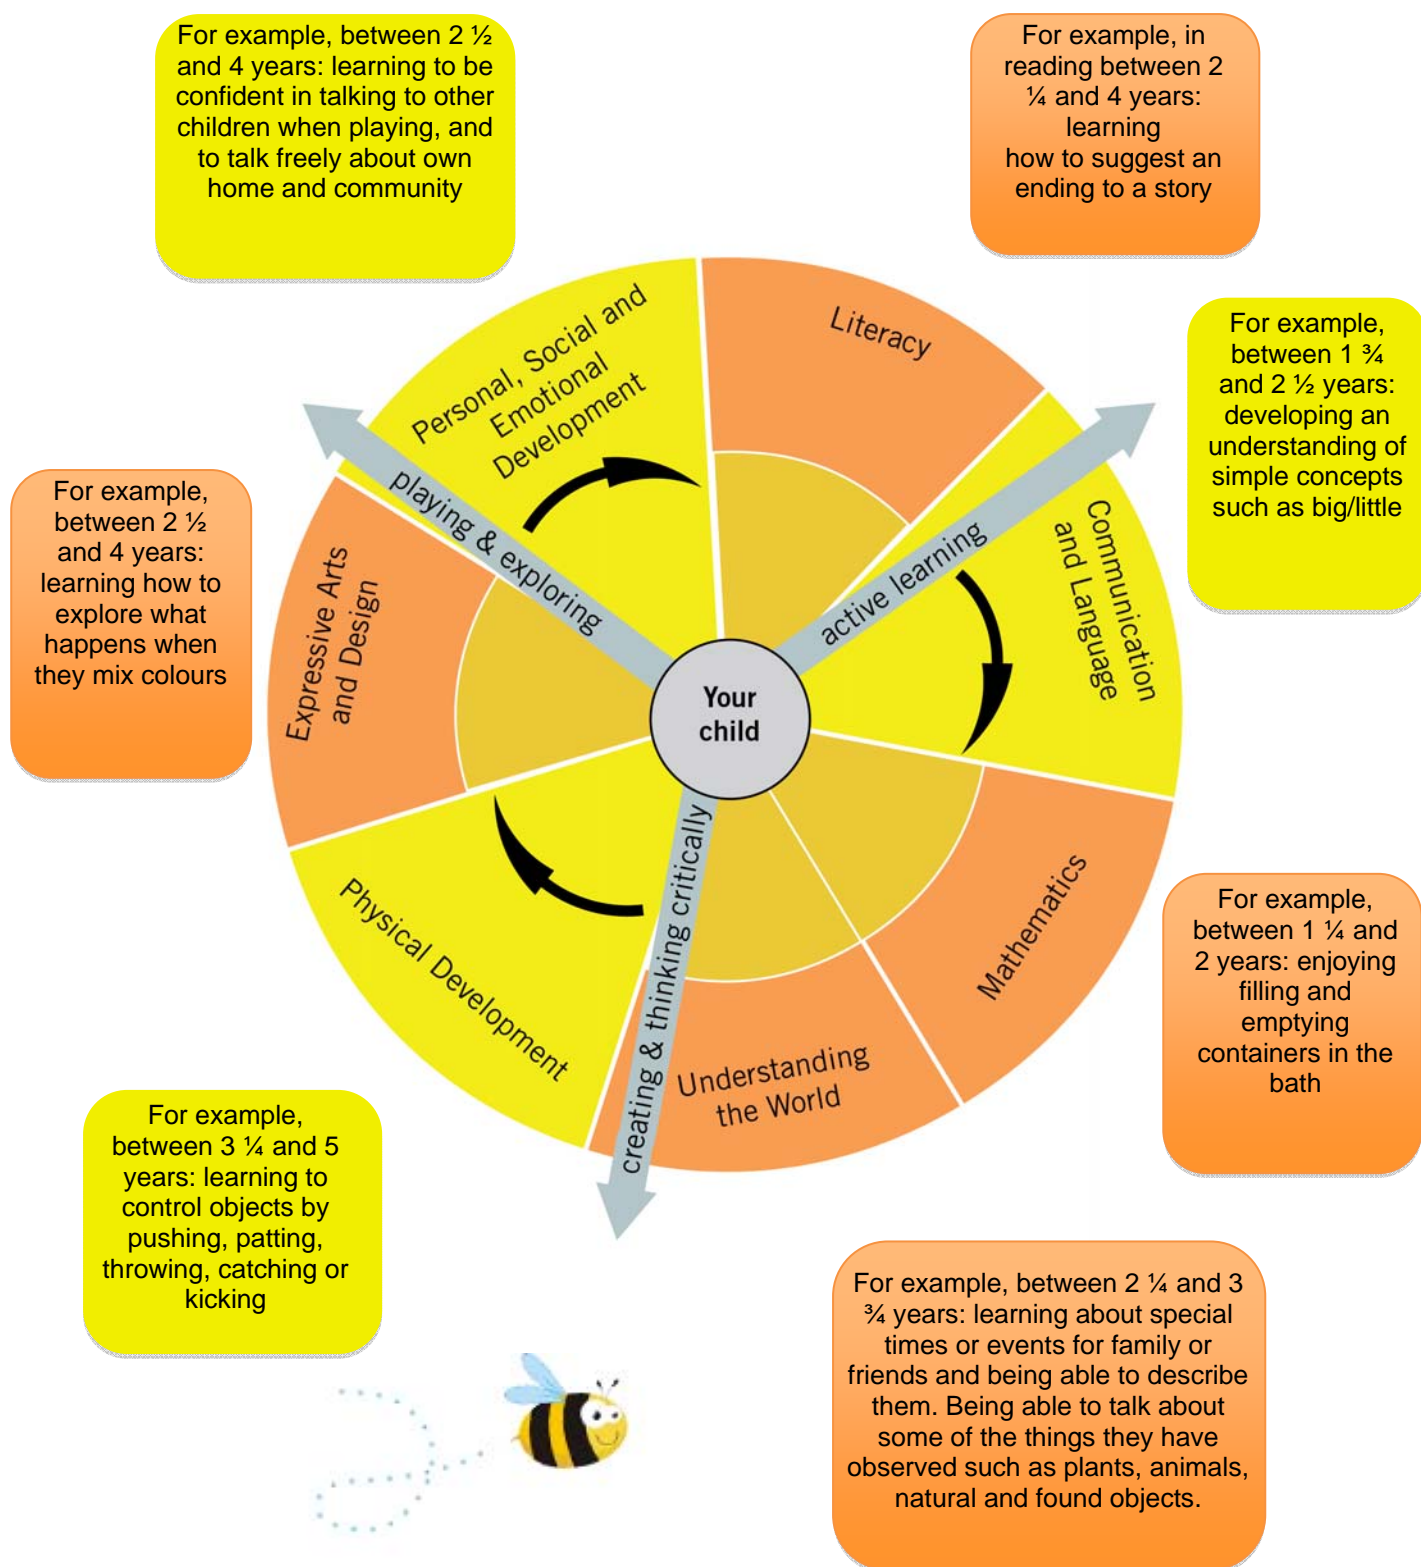 For example, between 2 ½
and 4 years: learning to be
confident in talking to other
children when playing, and
to talk freely about own
home and community
For example, in
reading between 2
¼ and 4 years:
learning
how to suggest an
ending to a story
For example,
between 1 ¾
and 2 ½ years:
developing an
understanding of
simple concepts
such as big/little
For example,
between 2 ½
and 4 years:
learning how to
explore what
happens when
they mix colours
Personal, Social and
Emotional
Development
Literacy
Communication
and Language
Expressive Arts
and Design
playing & exploring
active learning
Your
child
creating & thinking critically
Physical Development
Mathematics
Understanding
the World
For example,
between 1 ¼ and
2 years: enjoying
filling and
emptying
containers in the
bath
For example,
between 3 ¼ and 5
years: learning to
control objects by
pushing, patting,
throwing, catching or
kicking
For example, between 2 ¼ and 3
¾ years: learning about special
times or events for family or
friends and being able to describe
them. Being able to talk about
some of the things they have
observed such as plants, animals,
natural and found objects.